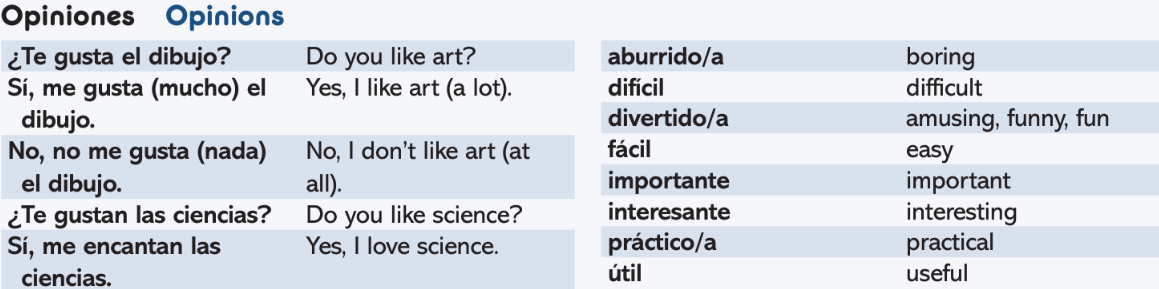 Opiniones Opinions
¿Te gusta el dibujo? Do you like art?
Sí, me gusta (mucho) el Yes, I like art (a lot).
dibujo.
No, no me gusta (nada) No, I don't like art (at
el dibujo. all).
¿Te gustan las ciencias? Do you like science?
Sí, me encantan las Yes, I love science.
ciencias.
aburrido/a boring
difícil difficult
divertido/a amusing, funny, fun
fácil easy
importante important
interesante interesting
práctico/a practical
útil useful